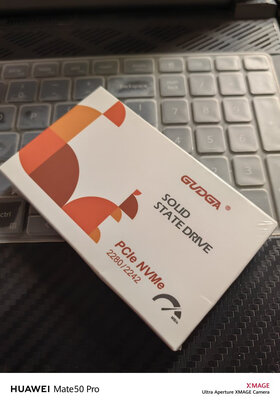 GUDGA®
SOLID
STATE DRIVE
PCIe NVMe
2280/2242
HUAWEI Mate50 Pro
XMAGE
Ultra Aperture XMAGE Camera